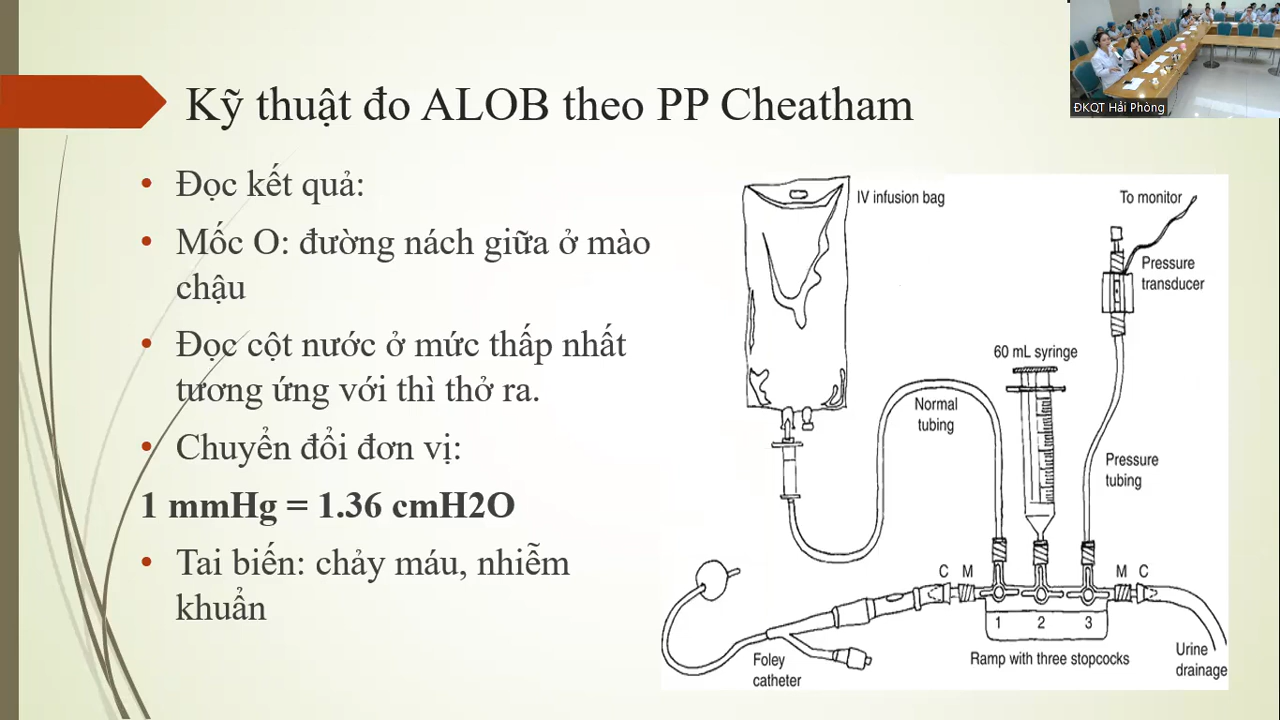 Kỹ thuật đo ALOB theo PP Cheatham
ĐKQT Hải Phòng
• Đọc kết quả:
• Mốc O: đường nách giữa ở mào
chậu
• Đọc cột nước ở mức thấp nhất
tương ứng với thì thở ra.
• Chuyển đổi đơn vị:
1 mmHg = 1.36 cmH2O
• Tai biến: chảy máu, nhiễm
khuẩn
IV infusion bag
To monitor
Pressure
transducer
60 mL syringe
Normal
tubing
Pressure
tubing
C M
M C
1 2 3
Ramp with three stopcocks
Foley
catheter
Urine
drainage